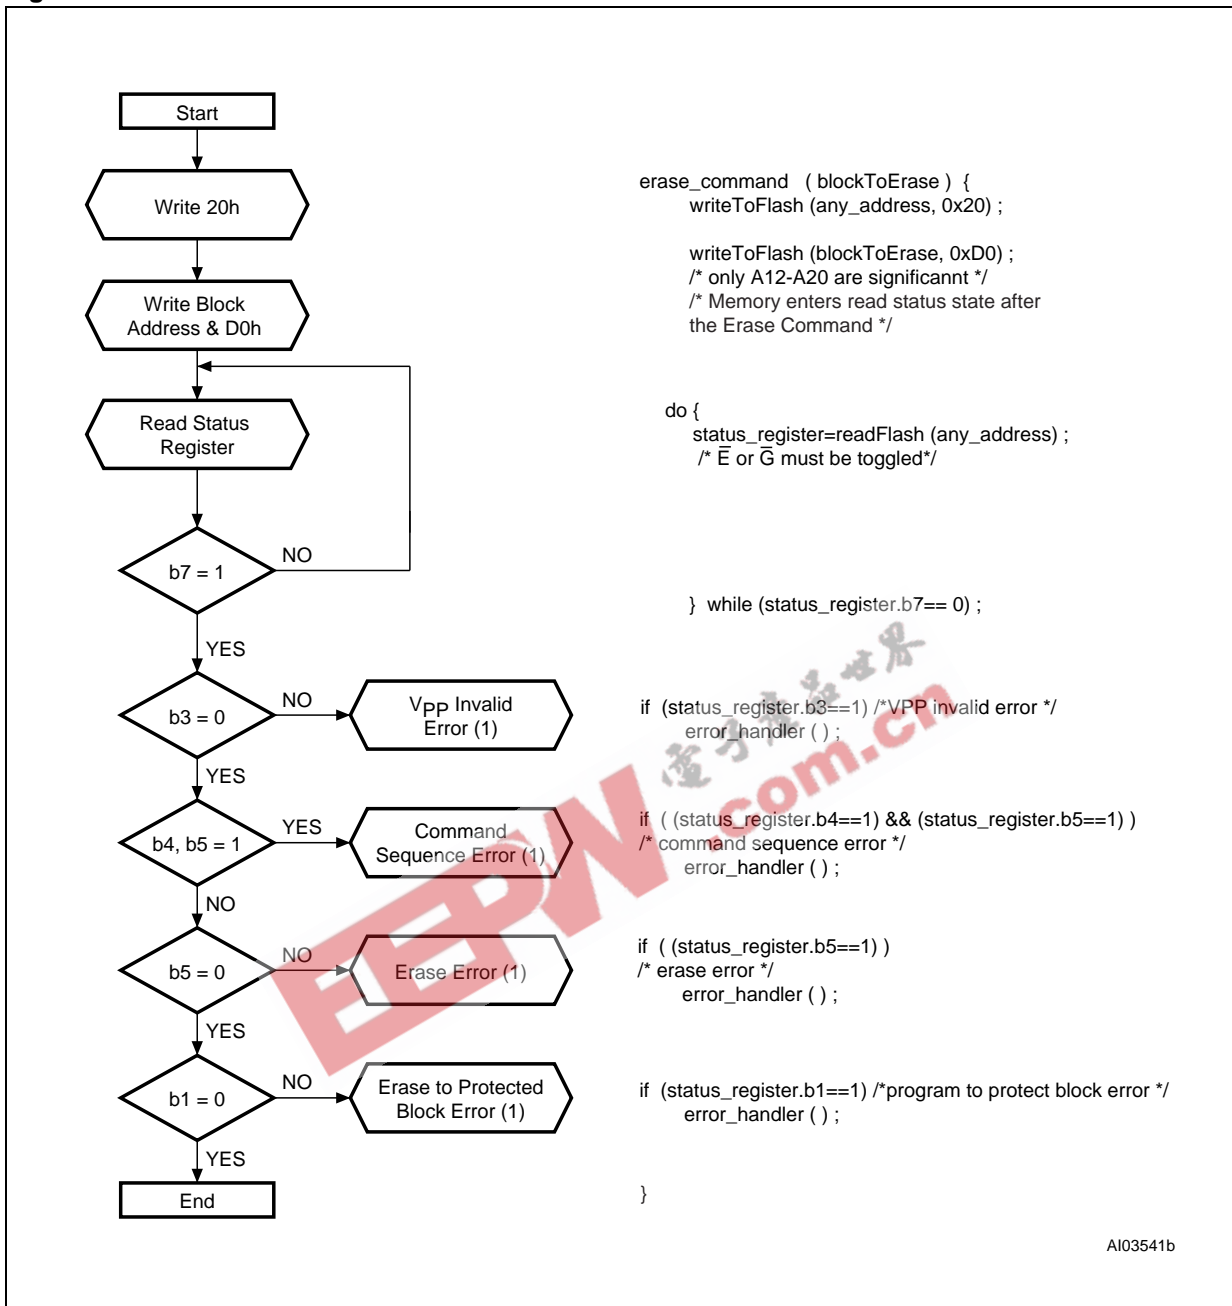 Start
Write 20h
Write Block
Address & D0h
Read Status
Register
b7 = 1
NO
YES
b3 = 0
NO
VPP Invalid
Error (1)
YES
b4, b5 = 1
YES
Command
Sequence Error (1)
NO
b5 = 0
NO
Erase Error (1)
YES
b1 = 0
NO
Erase to Protected
Block Error (1)
YES
End
erase_command ( blockToErase ) {
writeToFlash (any_address, 0x20) ;
writeToFlash (blockToErase, 0xD0) ;
/* only A12-A20 are significannt */
/* Memory enters read status state after
the Erase Command */
do {
status_register=readFlash (any_address) ;
/* E̅ or G̅ must be toggled*/
} while (status_register.b7== 0) ;
if (status_register.b3==1) /*VPP invalid error */
error_handler ( ) ;
if ( (status_register.b4==1) && (status_register.b5==1) )
/* command sequence error */
error_handler ( ) ;
if ( (status_register.b5==1) )
/* erase error */
error_handler ( ) ;
if (status_register.b1==1) /*program to protect block error */
error_handler ( ) ;
}
AI03541b
EEPW
.com.cn